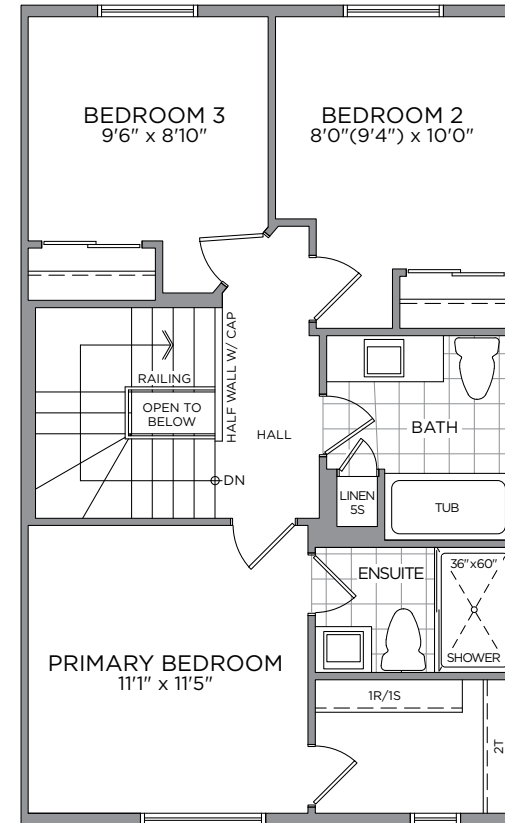 BEDROOM 3
9'6" x 8'10"
BEDROOM 2
8'0"(9'4") x 10'0"
HALF WALL W/ CAP
RAILING
OPEN TO
BELOW
HALL
DN
BATH
LINEN
5S
TUB
ENSUITE
36"x60"
SHOWER
PRIMARY BEDROOM
11'1" x 11'5"
1R/1S
2T